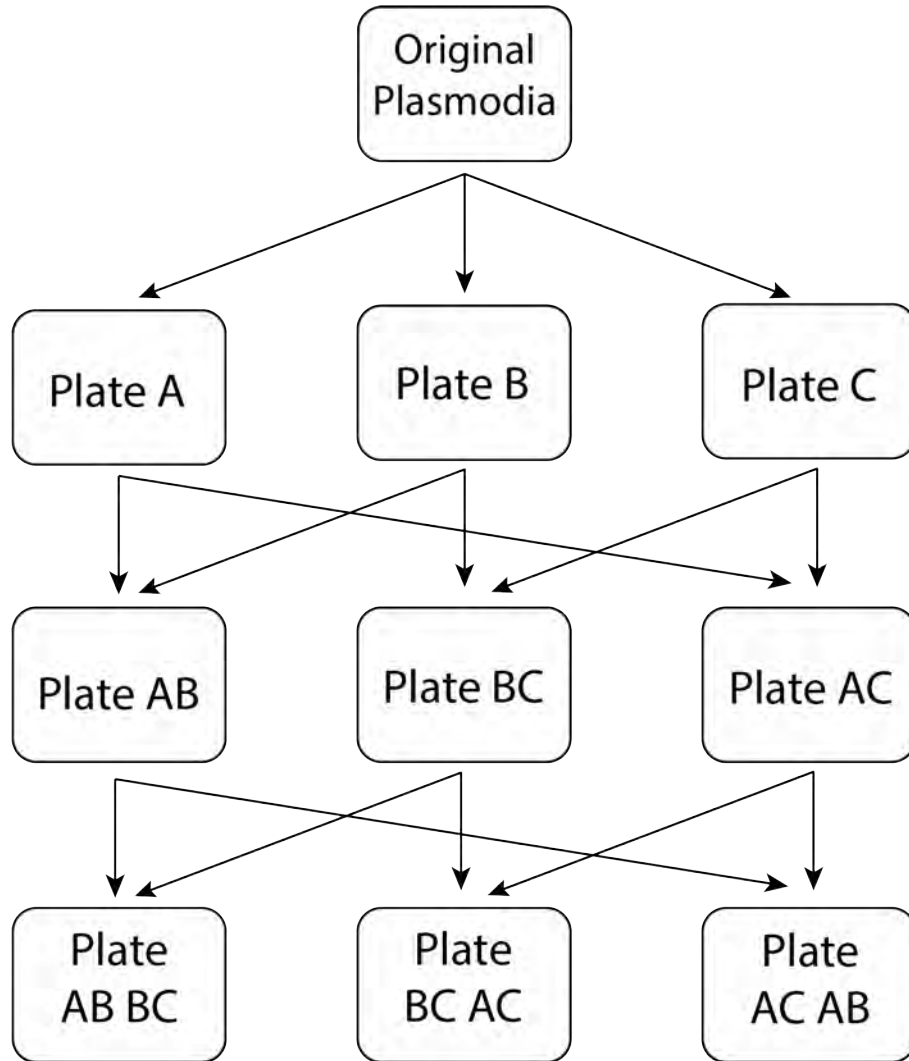 Original
Plasmodia
Plate A
Plate B
Plate C
Plate AB
Plate BC
Plate AC
Plate
AB BC
Plate
BC AC
Plate
AC AB